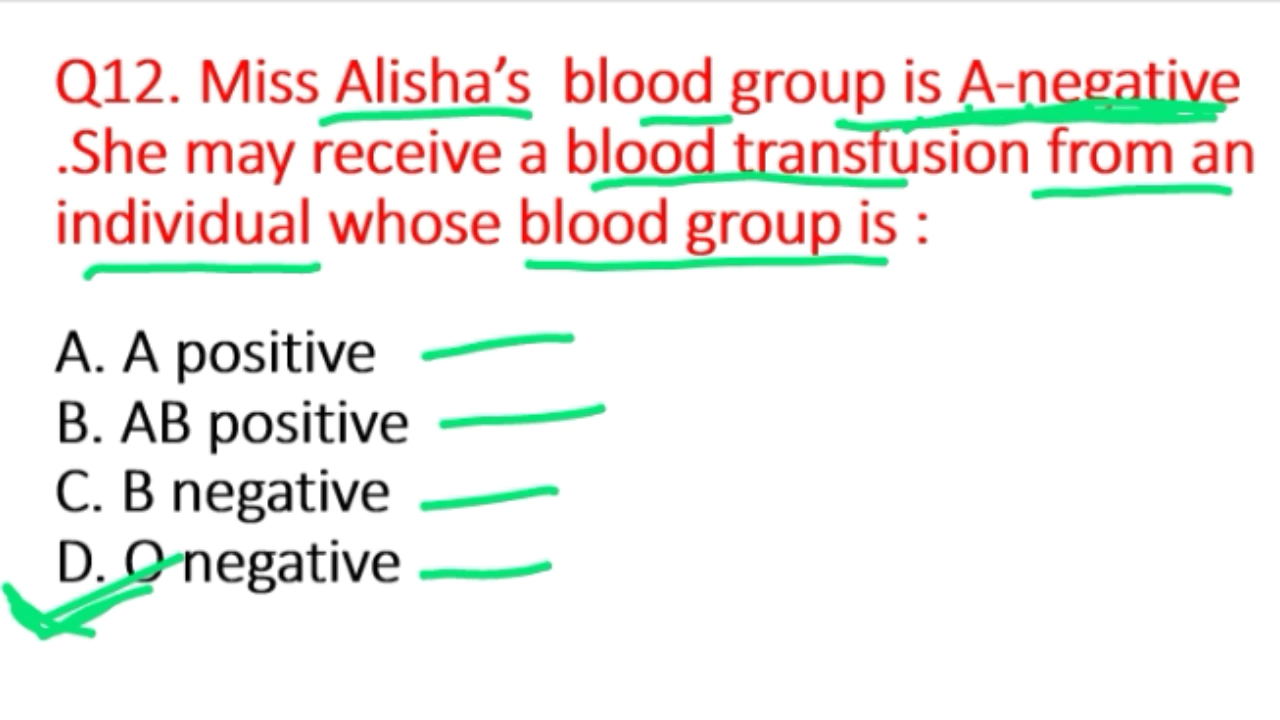 Q12. Miss Alisha’s blood group is A-negative
.She may receive a blood transfusion from an
individual whose blood group is :
A. A positive
B. AB positive
C. B negative
D. O negative